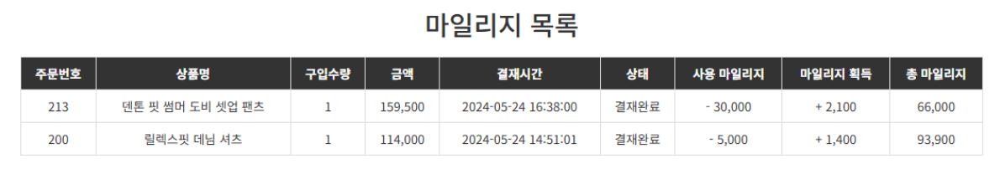 마일리지 목록
주문번호 상품명 구입수량 금액 결재시간 상태 사용 마일리지 마일리지 획득 총 마일리지
213 덴톤 핏 썸머 도비 셋업 팬츠 1 159,500 2024-05-24 16:38:00 결재완료 - 30,000 + 2,100 66,000
200 릴렉스핏 데님 셔츠 1 114,000 2024-05-24 14:51:01 결재완료 - 5,000 + 1,400 93,900